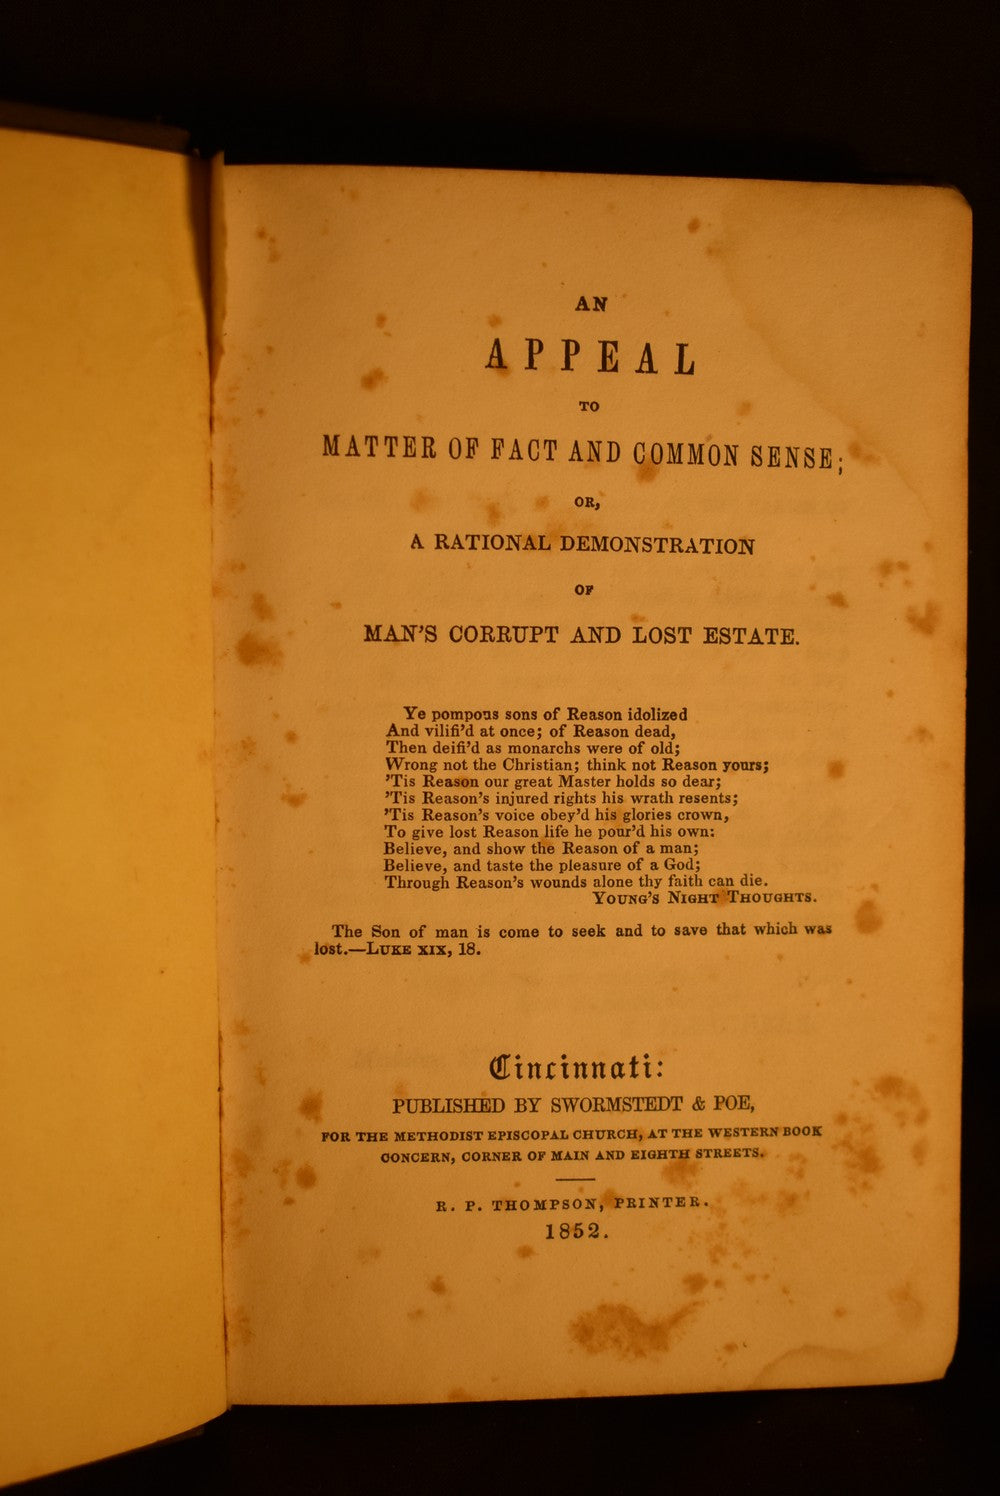 AN
APPEAL
TO
MATTER OF FACT AND COMMON SENSE;
OR,
A RATIONAL DEMONSTRATION
OF
MAN'S CORRUPT AND LOST ESTATE.
Ye pompous sons of Reason idolized
And vilifi'd at once; of Reason dead,
Then deifi'd as monarchs were of old;
Wrong not the Christian; think not Reason yours;
'Tis Reason our great Master holds so dear;
'Tis Reason's injured rights his wrath resents;
'Tis Reason's voice obey'd his glories crown,
To give lost Reason life he pour'd his own:
Believe, and show the Reason of a man;
Believe, and taste the pleasure of a God;
Through Reason's wounds alone thy faith can die.
YOUNG'S NIGHT THOUGHTS.
The Son of man is come to seek and to save that which was
lost.—LUKE XIX, 18.
Cincinnati:
PUBLISHED BY SWORMSTEDT & POE,
FOR THE METHODIST EPISCOPAL CHURCH, AT THE WESTERN BOOK
CONCERN, CORNER OF MAIN AND EIGHTH STREETS.
R. P. THOMPSON, PRINTER.
1852.